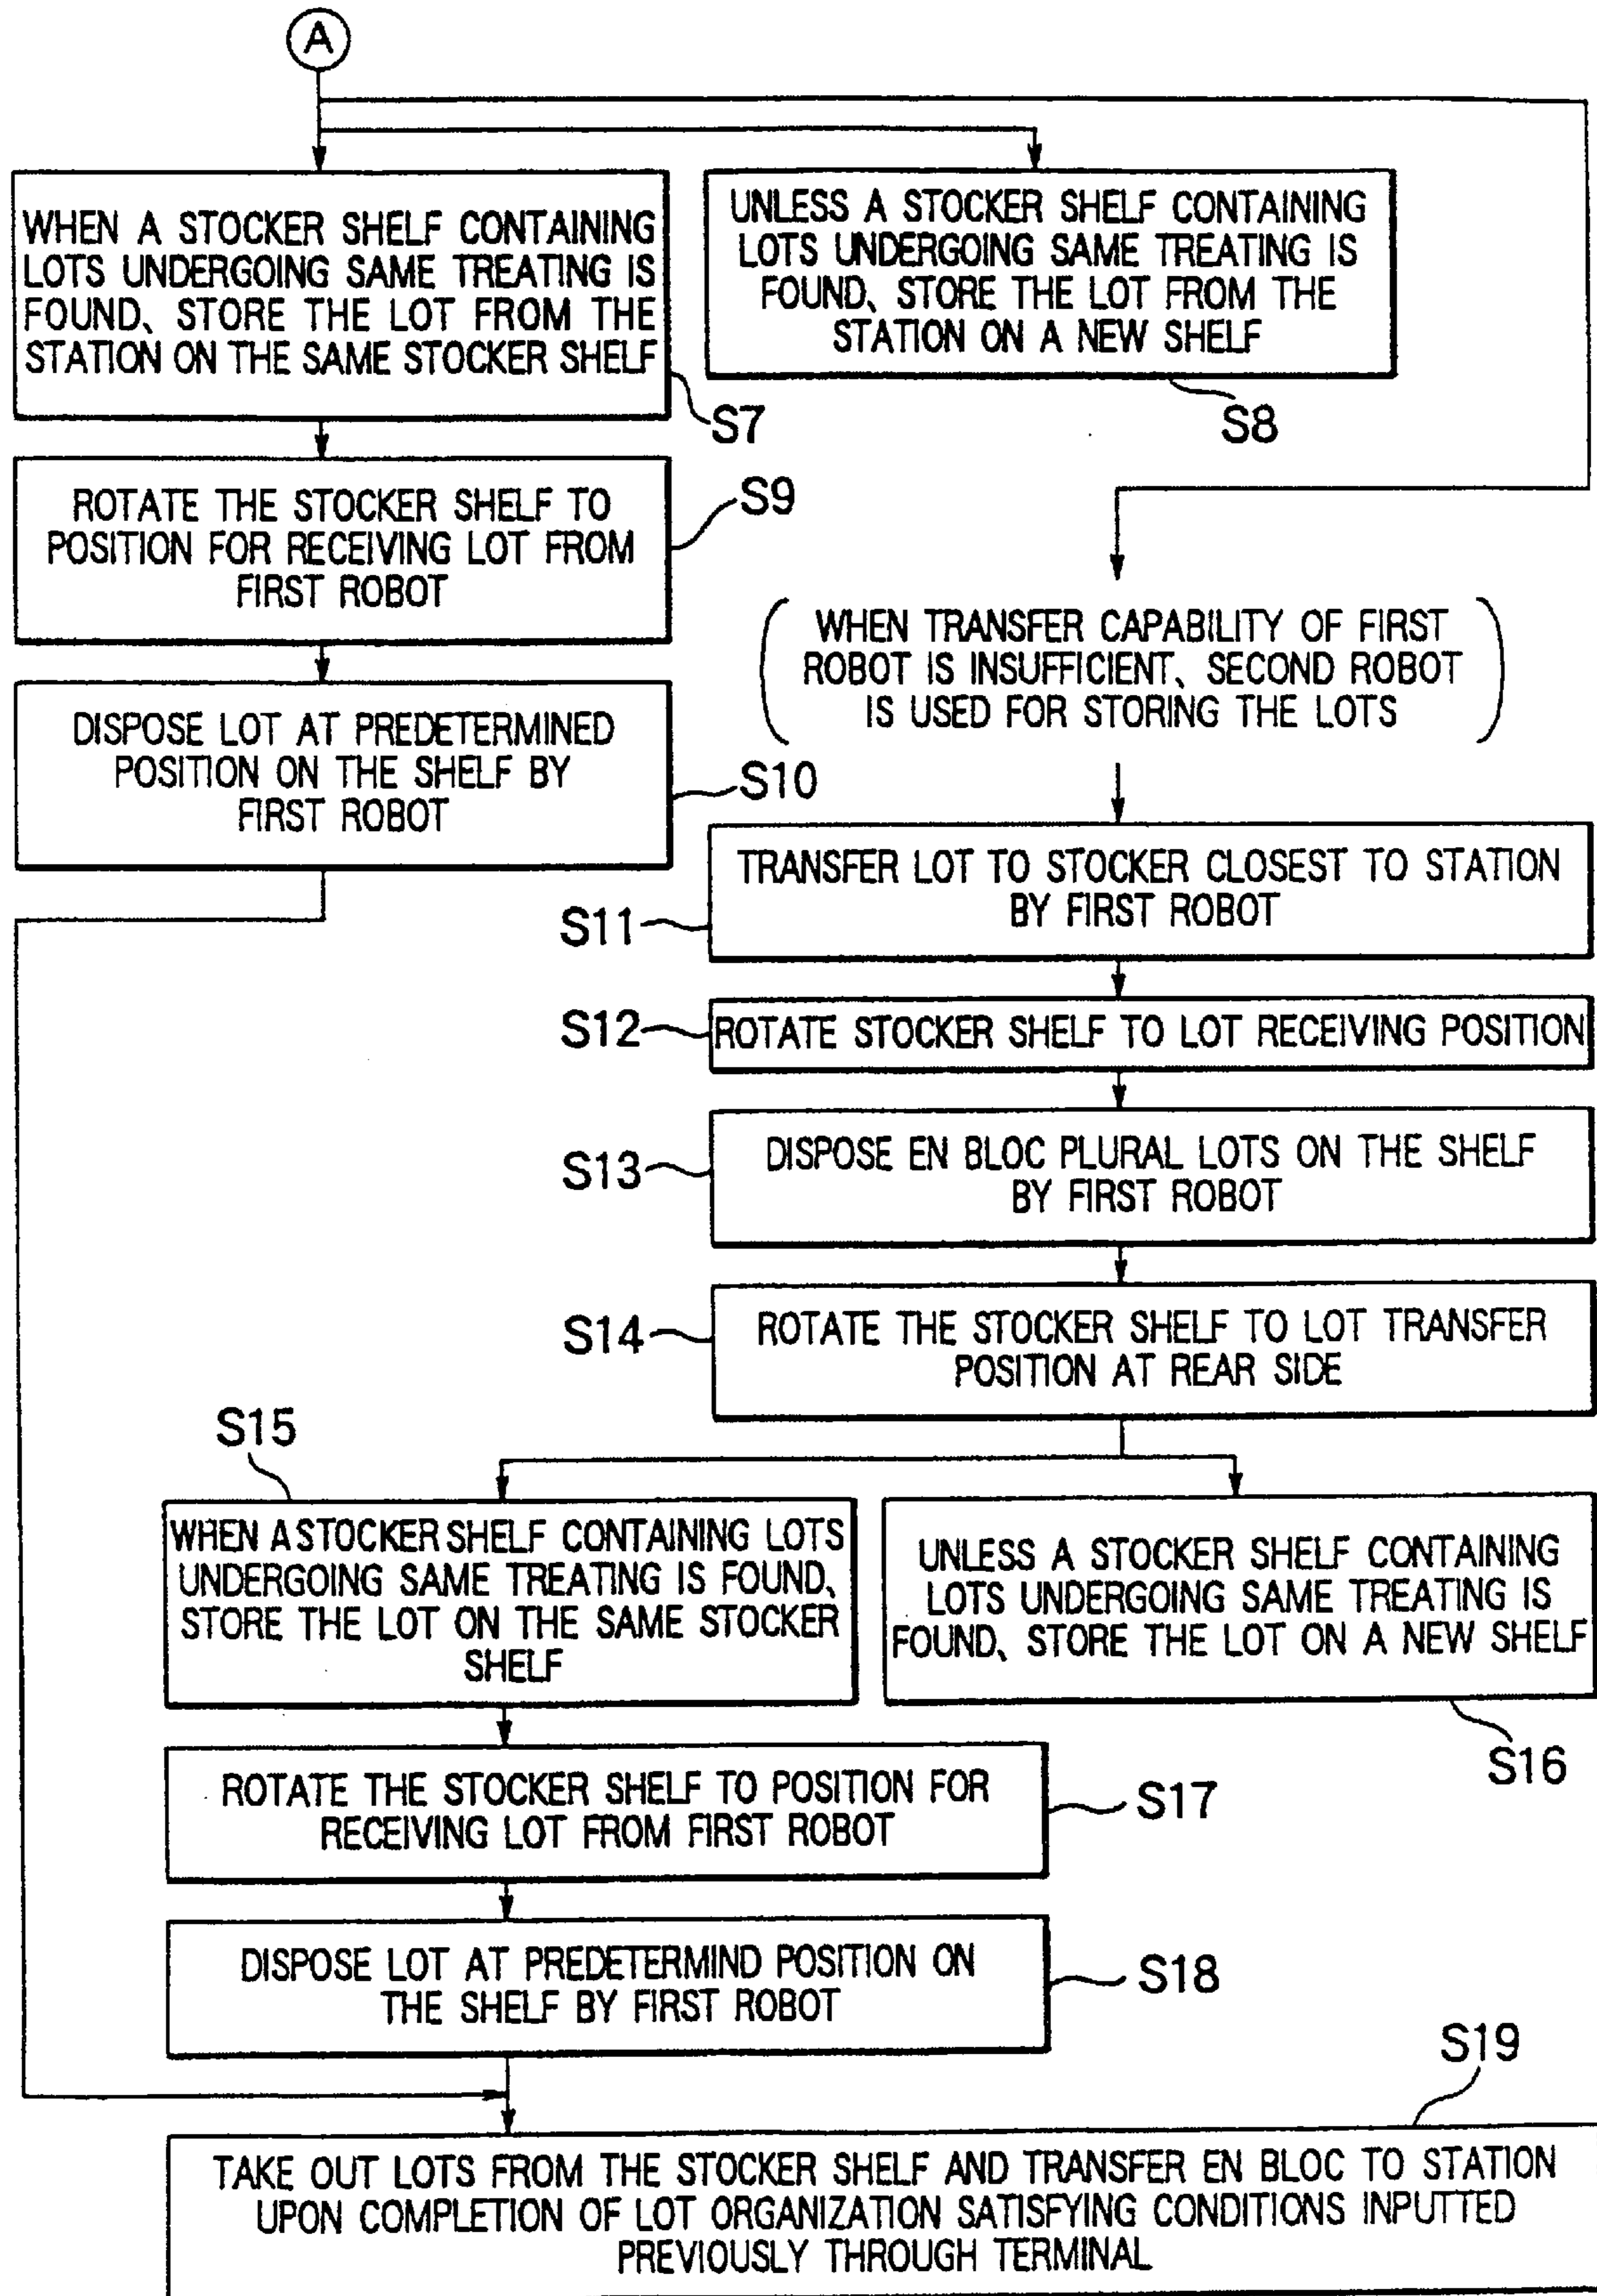 A
WHEN A STOCKER SHELF CONTAINING
LOTS UNDERGOING SAME TREATING IS
FOUND, STORE THE LOT FROM THE
STATION ON THE SAME STOCKER SHELF
S7
UNLESS A STOCKER SHELF CONTAINING
LOTS UNDERGOING SAME TREATING IS
FOUND, STORE THE LOT FROM THE
STATION ON A NEW SHELF
S8
ROTATE THE STOCKER SHELF TO
POSITION FOR RECEIVING LOT FROM
FIRST ROBOT
S9
DISPOSE LOT AT PREDETERMINED
POSITION ON THE SHELF BY
FIRST ROBOT
S10
(WHEN TRANSFER CAPABILITY OF FIRST
ROBOT IS INSUFFICIENT, SECOND ROBOT
IS USED FOR STORING THE LOTS)
TRANSFER LOT TO STOCKER CLOSEST TO STATION
BY FIRST ROBOT
S11
S12
ROTATE STOCKER SHELF TO LOT RECEIVING POSITION
DISPOSE EN BLOC PLURAL LOTS ON THE SHELF
BY FIRST ROBOT
S13
ROTATE THE STOCKER SHELF TO LOT TRANSFER
POSITION AT REAR SIDE
S14
S15
WHEN A STOCKER SHELF CONTAINING LOTS
UNDERGOING SAME TREATING IS FOUND,
STORE THE LOT ON THE SAME STOCKER
SHELF
UNLESS A STOCKER SHELF CONTAINING
LOTS UNDERGOING SAME TREATING IS
FOUND, STORE THE LOT ON A NEW SHELF
S16
ROTATE THE STOCKER SHELF TO POSITION FOR
RECEIVING LOT FROM FIRST ROBOT
S17
DISPOSE LOT AT PREDETERMIND POSITION ON
THE SHELF BY FIRST ROBOT
S18
S19
TAKE OUT LOTS FROM THE STOCKER SHELF AND TRANSFER EN BLOC TO STATION
UPON COMPLETION OF LOT ORGANIZATION SATISFYING CONDITIONS INPUTTED
PREVIOUSLY THROUGH TERMINAL